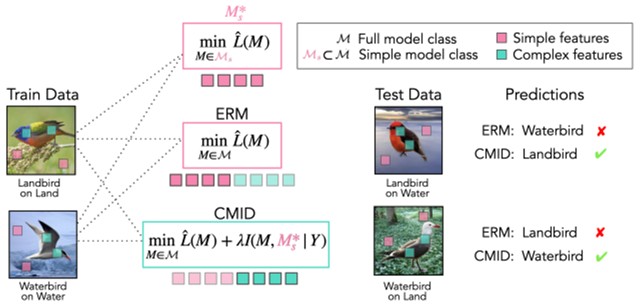 M*s
min L̂(M)
M∈Ms
M Full model class
Ms⊂M Simple model class
Simple features
Complex features
Train Data
Landbird
on Land
Waterbird
on Water
ERM
min L̂(M)
M∈M
CMID
min L̂(M) + λI(M, M*s | Y)
M∈M
Test Data
Landbird
on Water
Waterbird
on Land
Predictions
ERM: Waterbird ✘
CMID: Landbird ✓
ERM: Landbird ✘
CMID: Waterbird ✓